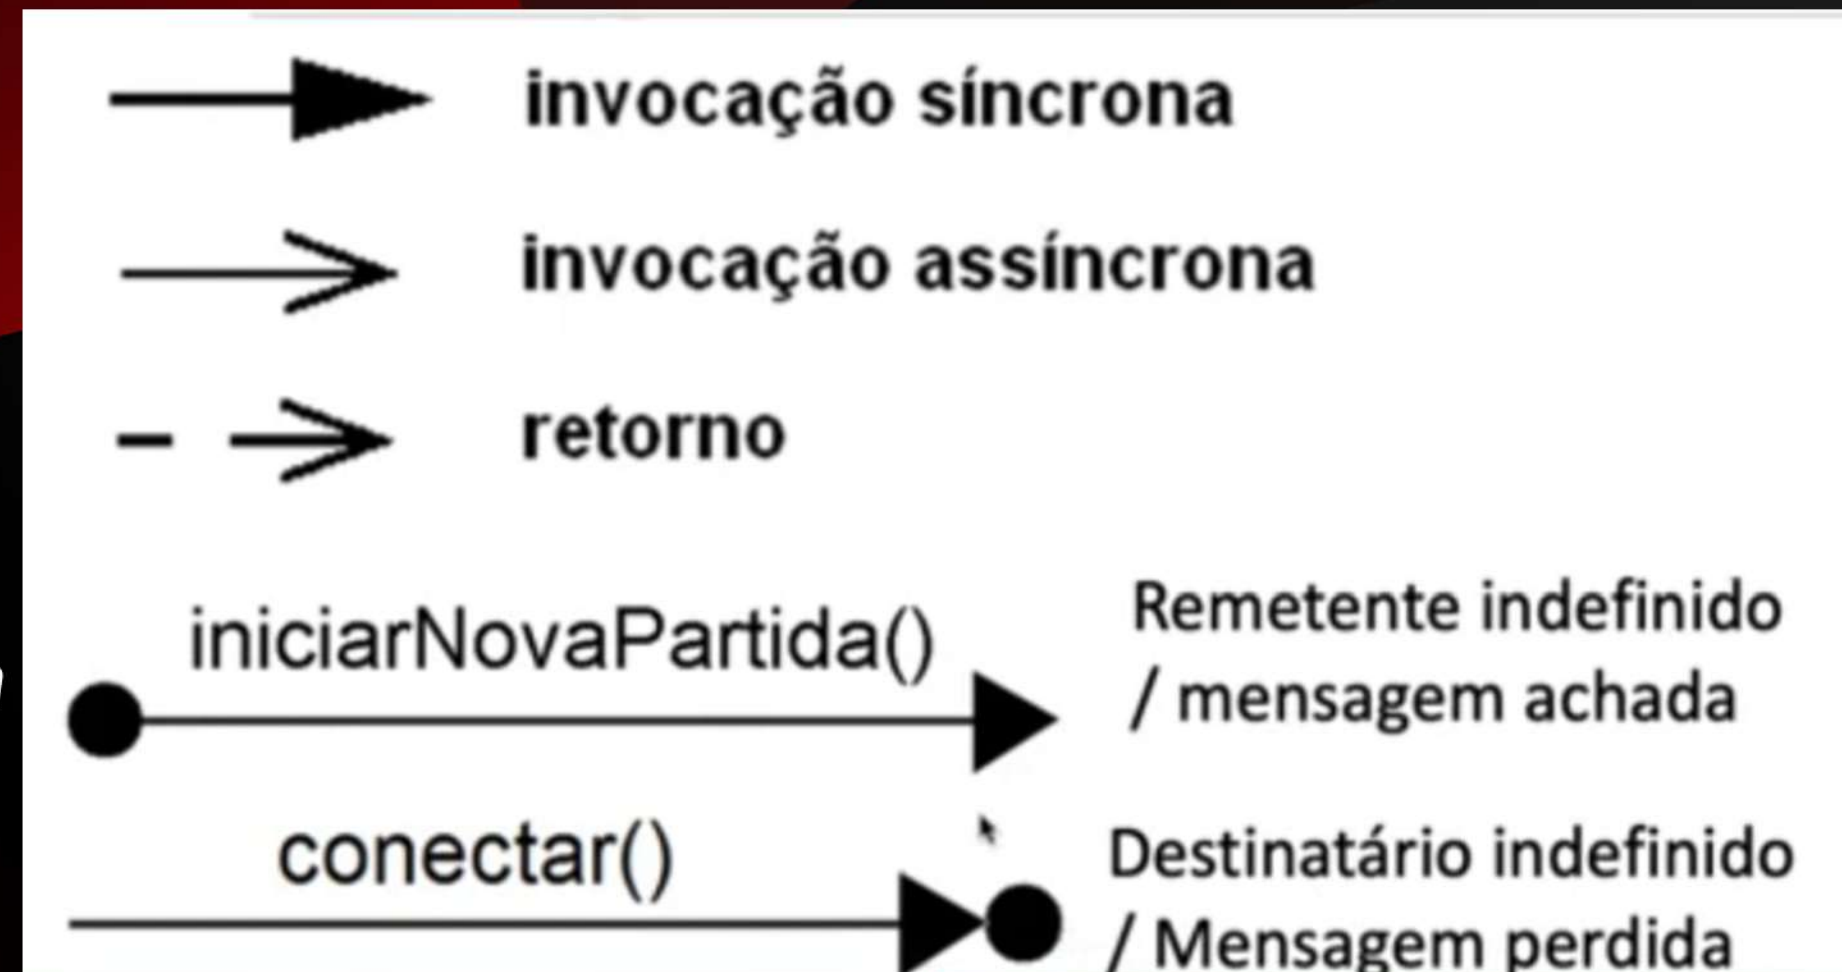 invocação síncrona
invocação assíncrona
retorno
iniciarNovaPartida()
Remetente indefinido
/ mensagem achada
conectar()
Destinatário indefinido
/ Mensagem perdida